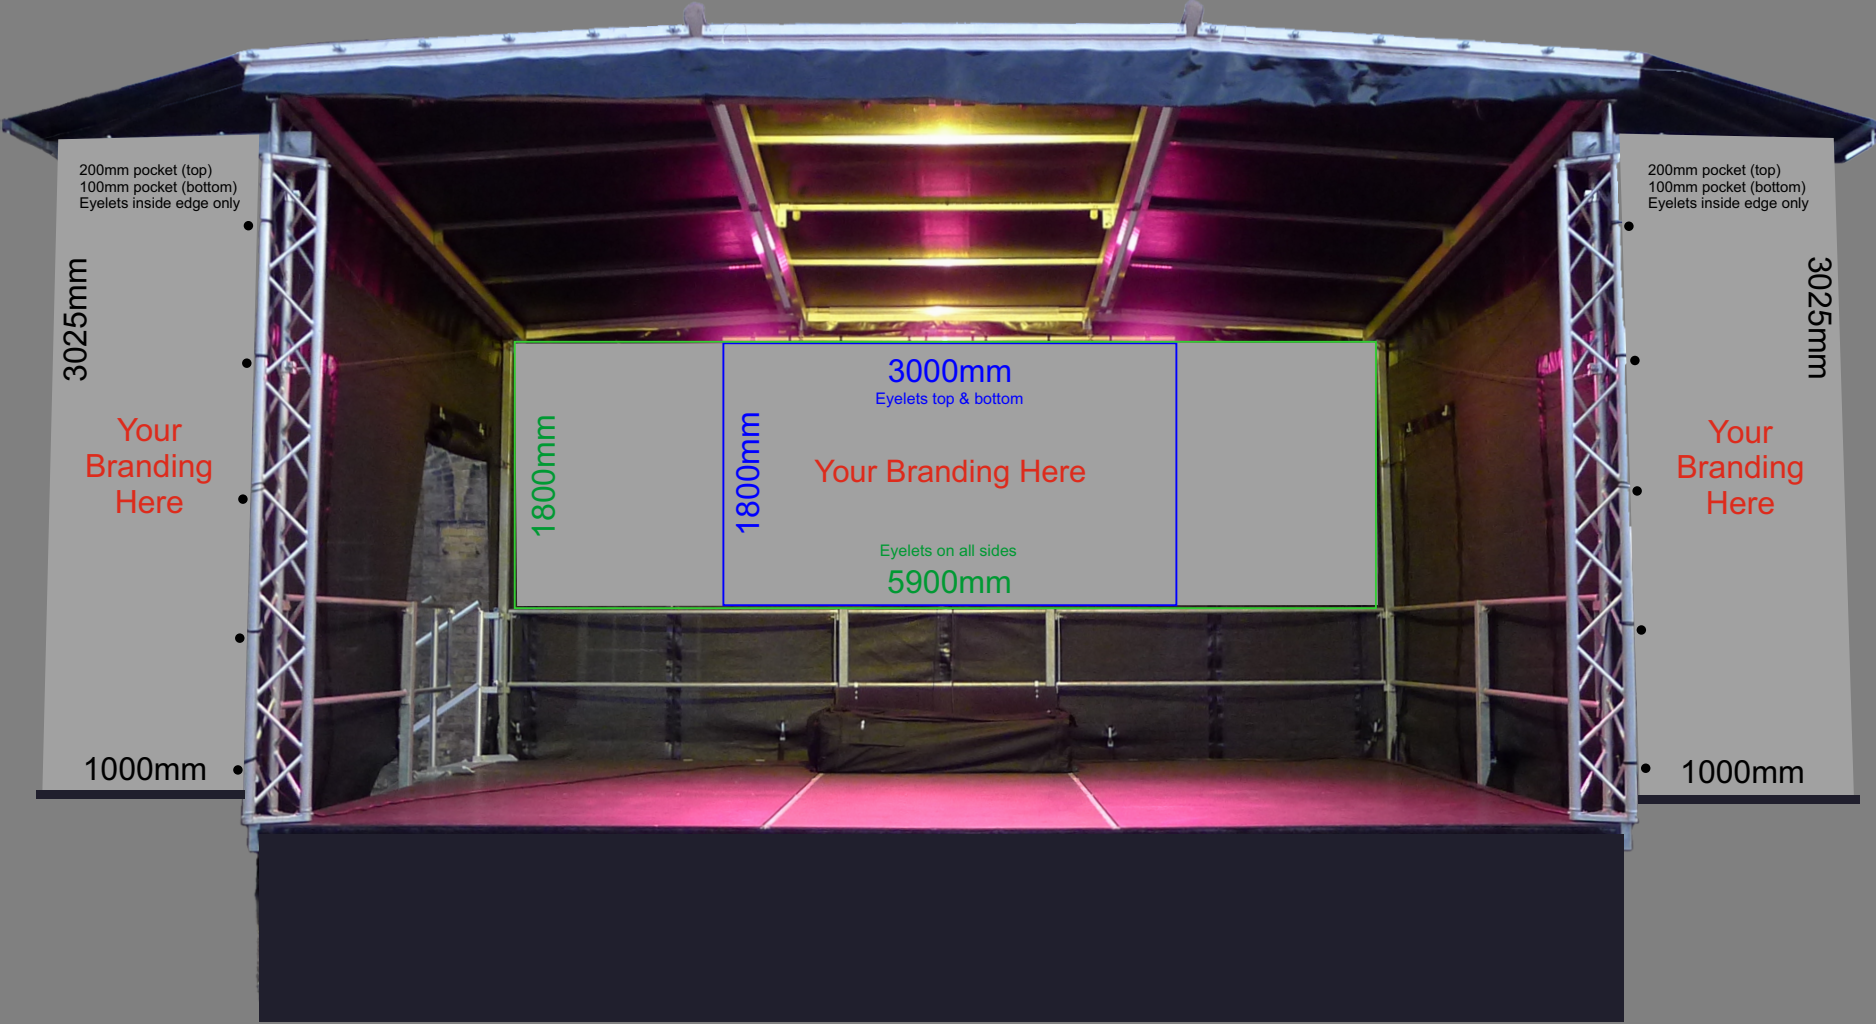 200mm pocket (top)
100mm pocket (bottom)
Eyelets inside edge only
3025mm
Your
Branding
Here
1000mm
3000mm
Eyelets top & bottom
1800mm
1800mm
Your Branding Here
Eyelets on all sides
5900mm
200mm pocket (top)
100mm pocket (bottom)
Eyelets inside edge only
3025mm
Your
Branding
Here
1000mm